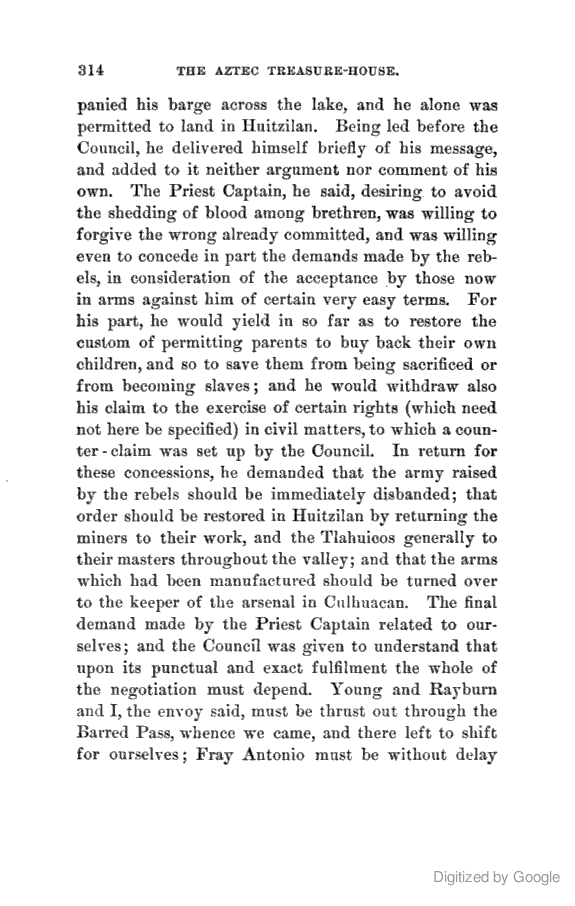 314 THE AZTEC TREASURE-HOUSE.
panied his barge across the lake, and he alone was
permitted to land in Huitzilan. Being led before the
Council, he delivered himself briefly of his message,
and added to it neither argument nor comment of his
own. The Priest Captain, he said, desiring to avoid
the shedding of blood among brethren, was willing to
forgive the wrong already committed, and was willing
even to concede in part the demands made by the reb-
els, in consideration of the acceptance by those now
in arms against him of certain very easy terms. For
his part, he would yield in so far as to restore the
custom of permitting parents to buy back their own
children, and so to save them from being sacrificed or
from becoming slaves; and he would withdraw also
his claim to the exercise of certain rights (which need
not here be specified) in civil matters, to which a coun-
ter-claim was set up by the Council. In return for
these concessions, he demanded that the army raised
by the rebels should be immediately disbanded; that
order should be restored in Huitzilan by returning the
miners to their work, and the Tlahuicos generally to
their masters throughout the valley; and that the arms
which had been manufactured should be turned over
to the keeper of the arsenal in Culhuacan. The final
demand made by the Priest Captain related to our-
selves; and the Council was given to understand that
upon its punctual and exact fulfilment the whole of
the negotiation must depend. Young and Rayburn
and I, the envoy said, must be thrust out through the
Barred Pass, whence we came, and there left to shift
for ourselves; Fray Antonio must be without delay
Digitized by Google